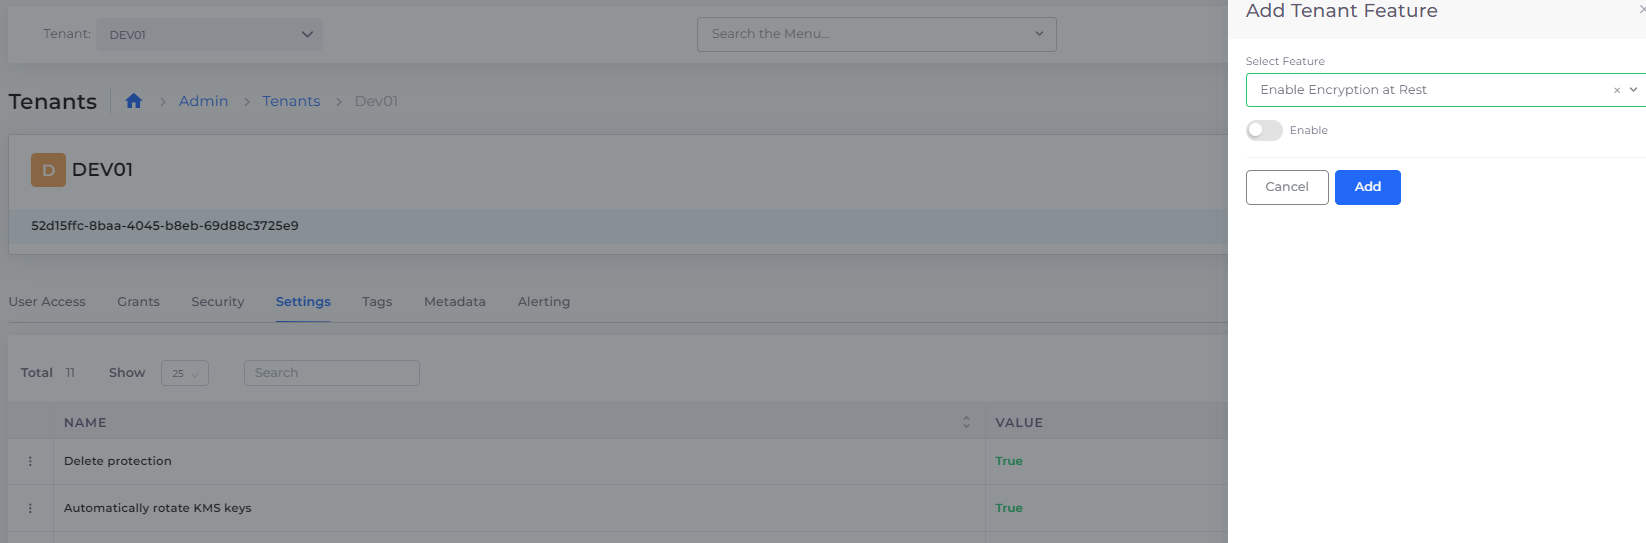 Tenant: DEV01 Search the Menu...
Tenants Admin Tenants Dev01
D DEV01
52d15ffc-8baa-4045-b8eb-69d88c3725e9
User Access Grants Security Settings Tags Metadata Alerting
Total 11 Show 25 Search
NAME VALUE
Delete protection True
Automatically rotate KMS keys True
Add Tenant Feature
Select Feature
Enable Encryption at Rest
Enable
Cancel Add